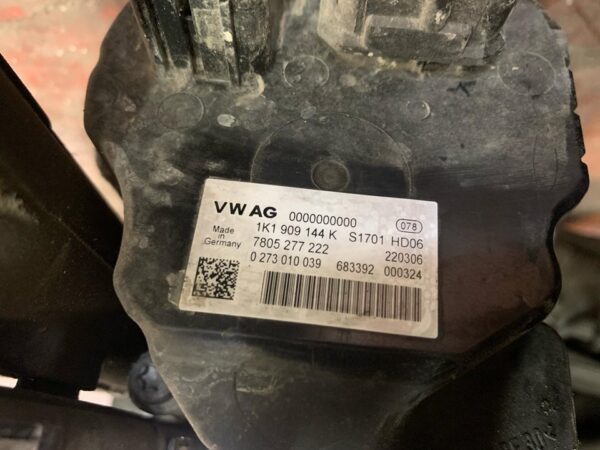 VW AG 0000000000 078
1K1 909 144 K S1701 HD06
Made in Germany 7805 277 222 220306
0 273 010 039 683392 000324